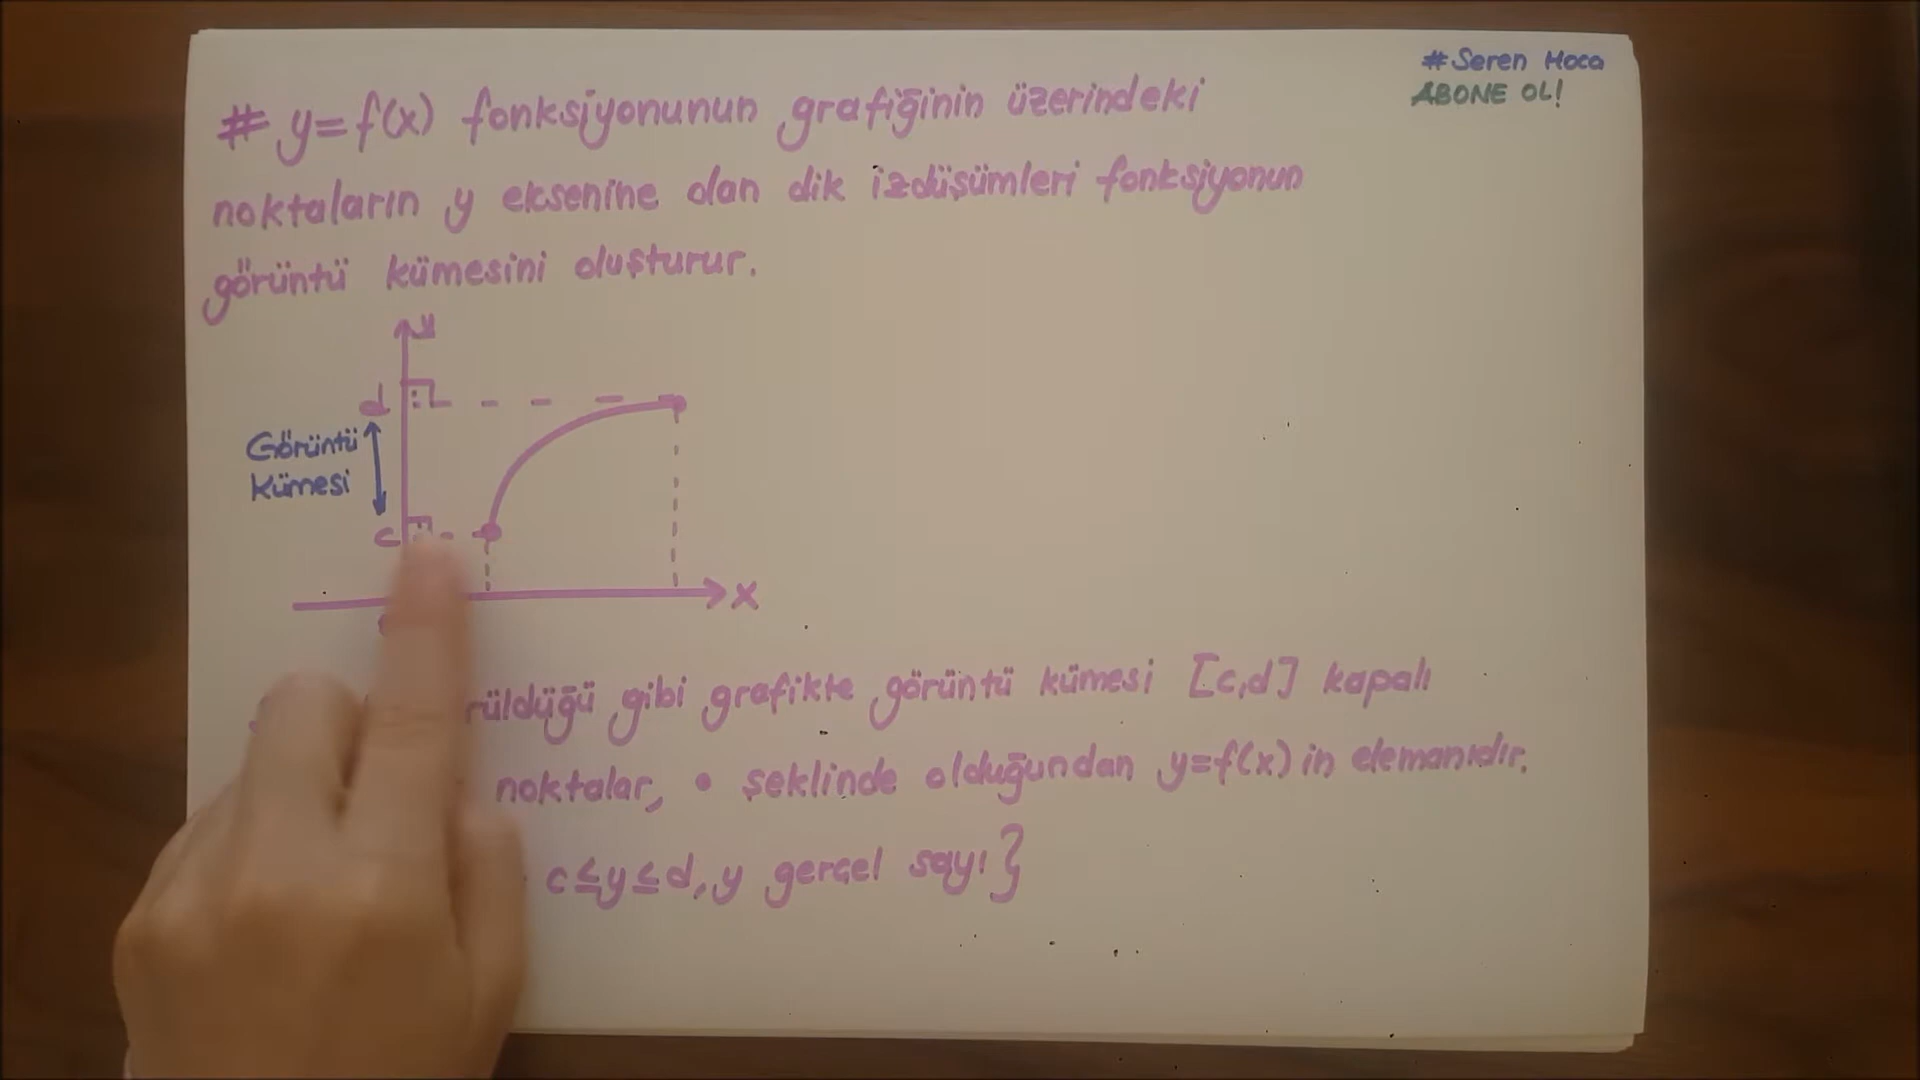 #Seren Hoca
ABONE OL!
# y=f(x) fonksiyonunun grafiğinin üzerindeki
noktaların y eksenine olan dik izdüşümleri fonksiyonun
görüntü kümesini oluşturur.
y
d
Görüntü
Kümesi
c
x
gibi grafikte görüntü kümesi [c,d] kapalı
noktalar, • şeklinde olduğundan y=f(x) in elemanıdır.
c≤y≤d, y gerçel sayı}